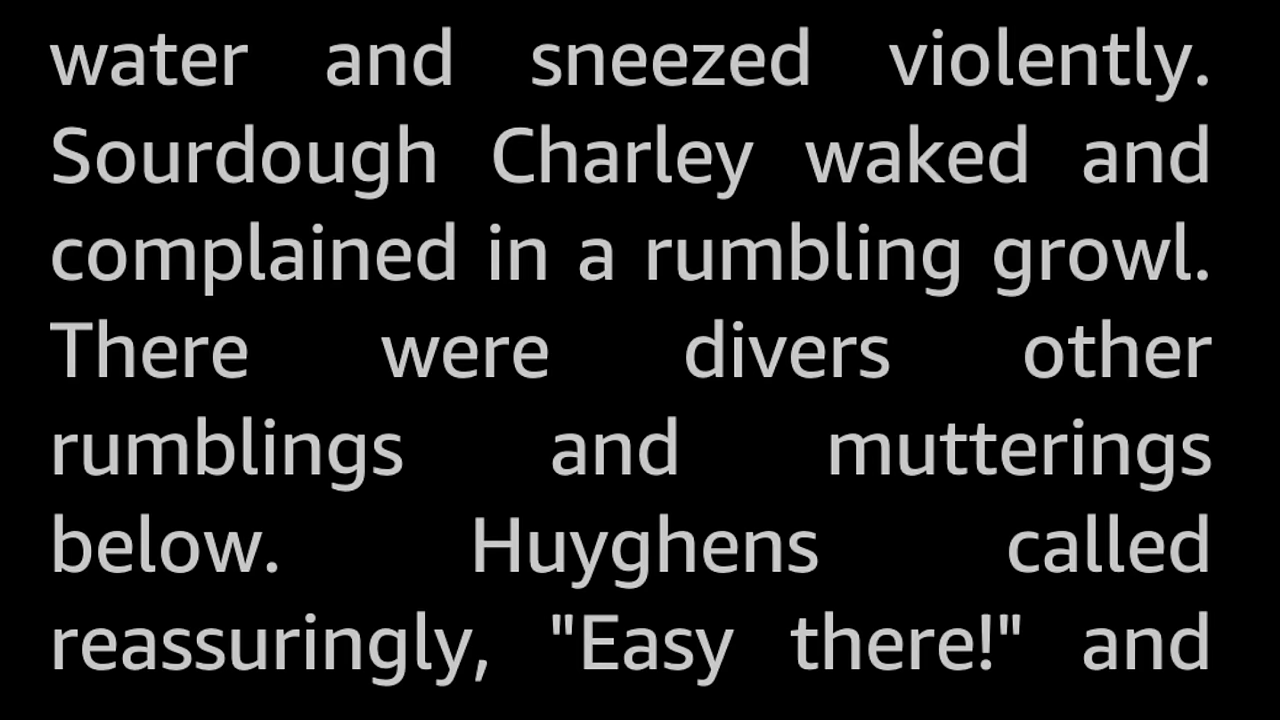 water and sneezed violently.
Sourdough Charley waked and
complained in a rumbling growl.
There were divers other
rumblings and mutterings
below. Huyghens called
reassuringly, "Easy there!" and